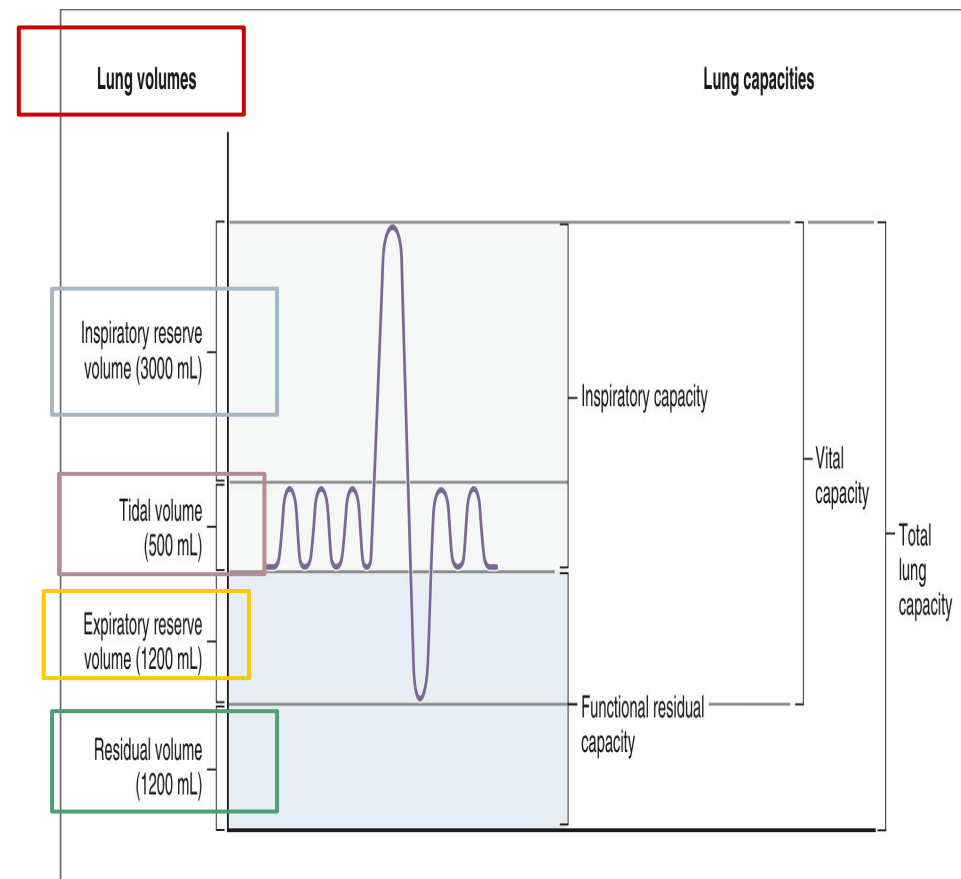 Lung volumes
Lung capacities
Inspiratory reserve
volume (3000 mL)
Tidal volume
(500 mL)
Expiratory reserve
volume (1200 mL)
Residual volume
(1200 mL)
Inspiratory capacity
Functional residual
capacity
Vital
capacity
Total
lung
capacity